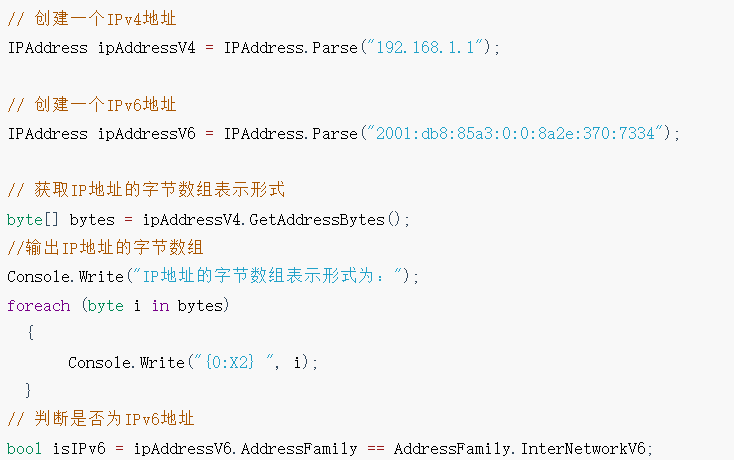 // 创建一个IPv4地址
IPAddress ipAddressV4 = IPAddress.Parse("192.168.1.1");
// 创建一个IPv6地址
IPAddress ipAddressV6 = IPAddress.Parse("2001:db8:85a3:0:0:8a2e:370:7334");
// 获取IP地址的字节数组表示形式
byte[] bytes = ipAddressV4.GetAddressBytes();
//输出IP地址的字节数组
Console.Write("IP地址的字节数组表示形式为：");
foreach (byte i in bytes)
{
Console.Write("{0:X2} ", i);
}
// 判断是否为IPv6地址
bool isIPv6 = ipAddressV6.AddressFamily == AddressFamily.InterNetworkV6;